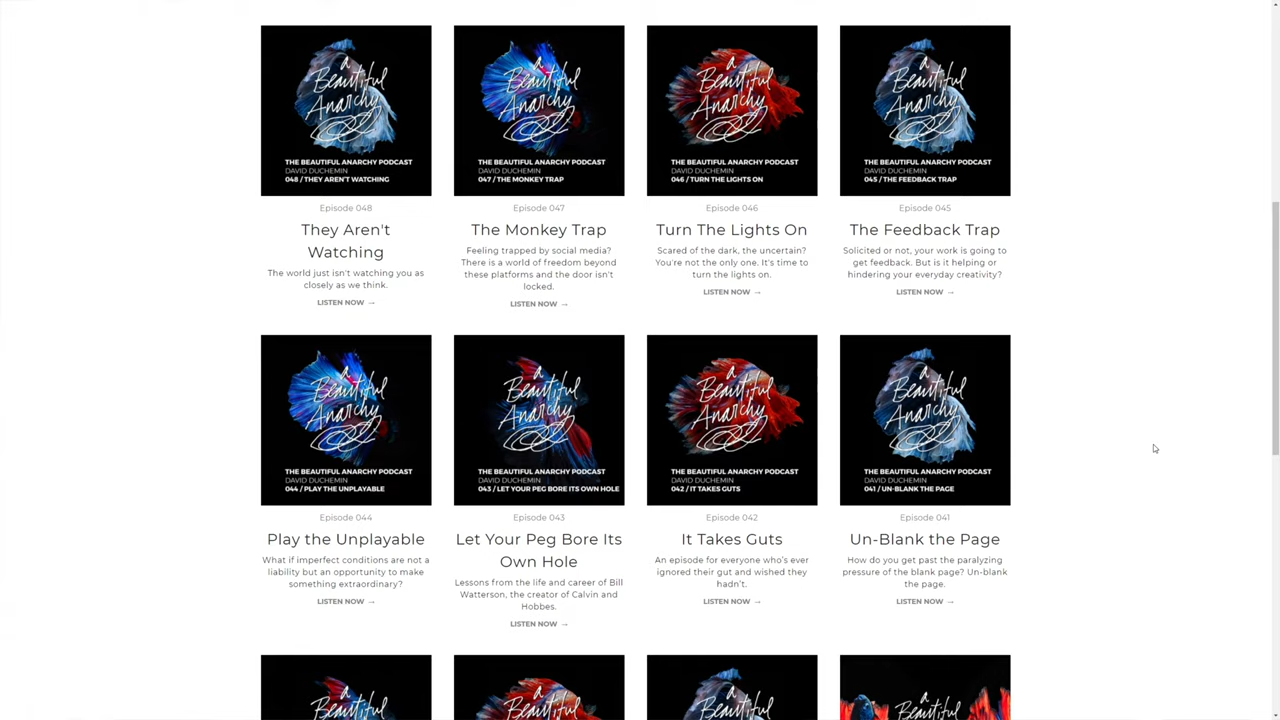 a
Beautiful
Anarchy
THE BEAUTIFUL ANARCHY PODCAST
DAVID DUCHEMIN
048 / THEY AREN'T WATCHING
Episode 048
They Aren't
Watching
The world just isn't watching you as
closely as we think.
LISTEN NOW →
a
Beautiful
Anarchy
THE BEAUTIFUL ANARCHY PODCAST
DAVID DUCHEMIN
047 / THE MONKEY TRAP
Episode 047
The Monkey Trap
Feeling trapped by social media?
There is a world of freedom beyond
these platforms and the door isn't
locked.
LISTEN NOW →
a
Beautiful
Anarchy
THE BEAUTIFUL ANARCHY PODCAST
DAVID DUCHEMIN
046 / TURN THE LIGHTS ON
Episode 046
Turn The Lights On
Scared of the dark, the uncertain?
You're not the only one. It's time to
turn the lights on.
LISTEN NOW →
a
Beautiful
Anarchy
THE BEAUTIFUL ANARCHY PODCAST
DAVID DUCHEMIN
045 / THE FEEDBACK TRAP
Episode 045
The Feedback Trap
Solicited or not, your work is going to
get feedback. But is it helping or
hindering your everyday creativity?
LISTEN NOW →
a
Beautiful
Anarchy
THE BEAUTIFUL ANARCHY PODCAST
DAVID DUCHEMIN
044 / PLAY THE UNPLAYABLE
Episode 044
Play the Unplayable
What if imperfect conditions are not a
liability but an opportunity to make
something extraordinary?
LISTEN NOW →
a
Beautiful
Anarchy
THE BEAUTIFUL ANARCHY PODCAST
DAVID DUCHEMIN
043 / LET YOUR PEG BORE ITS OWN HOLE
Episode 043
Let Your Peg Bore Its
Own Hole
Lessons from the life and career of Bill
Watterson, the creator of Calvin and
Hobbes.
LISTEN NOW →
a
Beautiful
Anarchy
THE BEAUTIFUL ANARCHY PODCAST
DAVID DUCHEMIN
042 / IT TAKES GUTS
Episode 042
It Takes Guts
An episode for everyone who's ever
ignored their gut and wished they
hadn't.
LISTEN NOW →
a
Beautiful
Anarchy
THE BEAUTIFUL ANARCHY PODCAST
DAVID DUCHEMIN
041 / UN-BLANK THE PAGE
Episode 041
Un-Blank the Page
How do you get past the paralyzing
pressure of the blank page? Un-blank
the page.
LISTEN NOW →
a
Beautiful
a
Beautiful
a
Beautiful
a